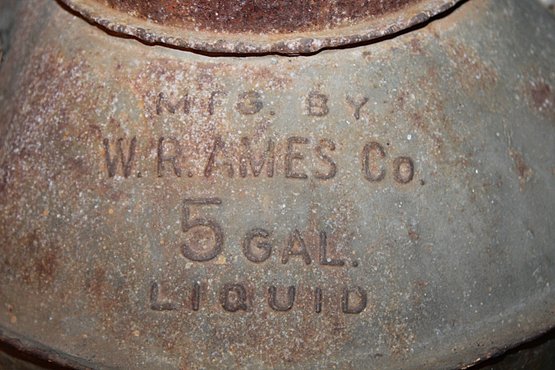 MFG. BY
W.R. AMES Co.
5 GAL.
LIQUID